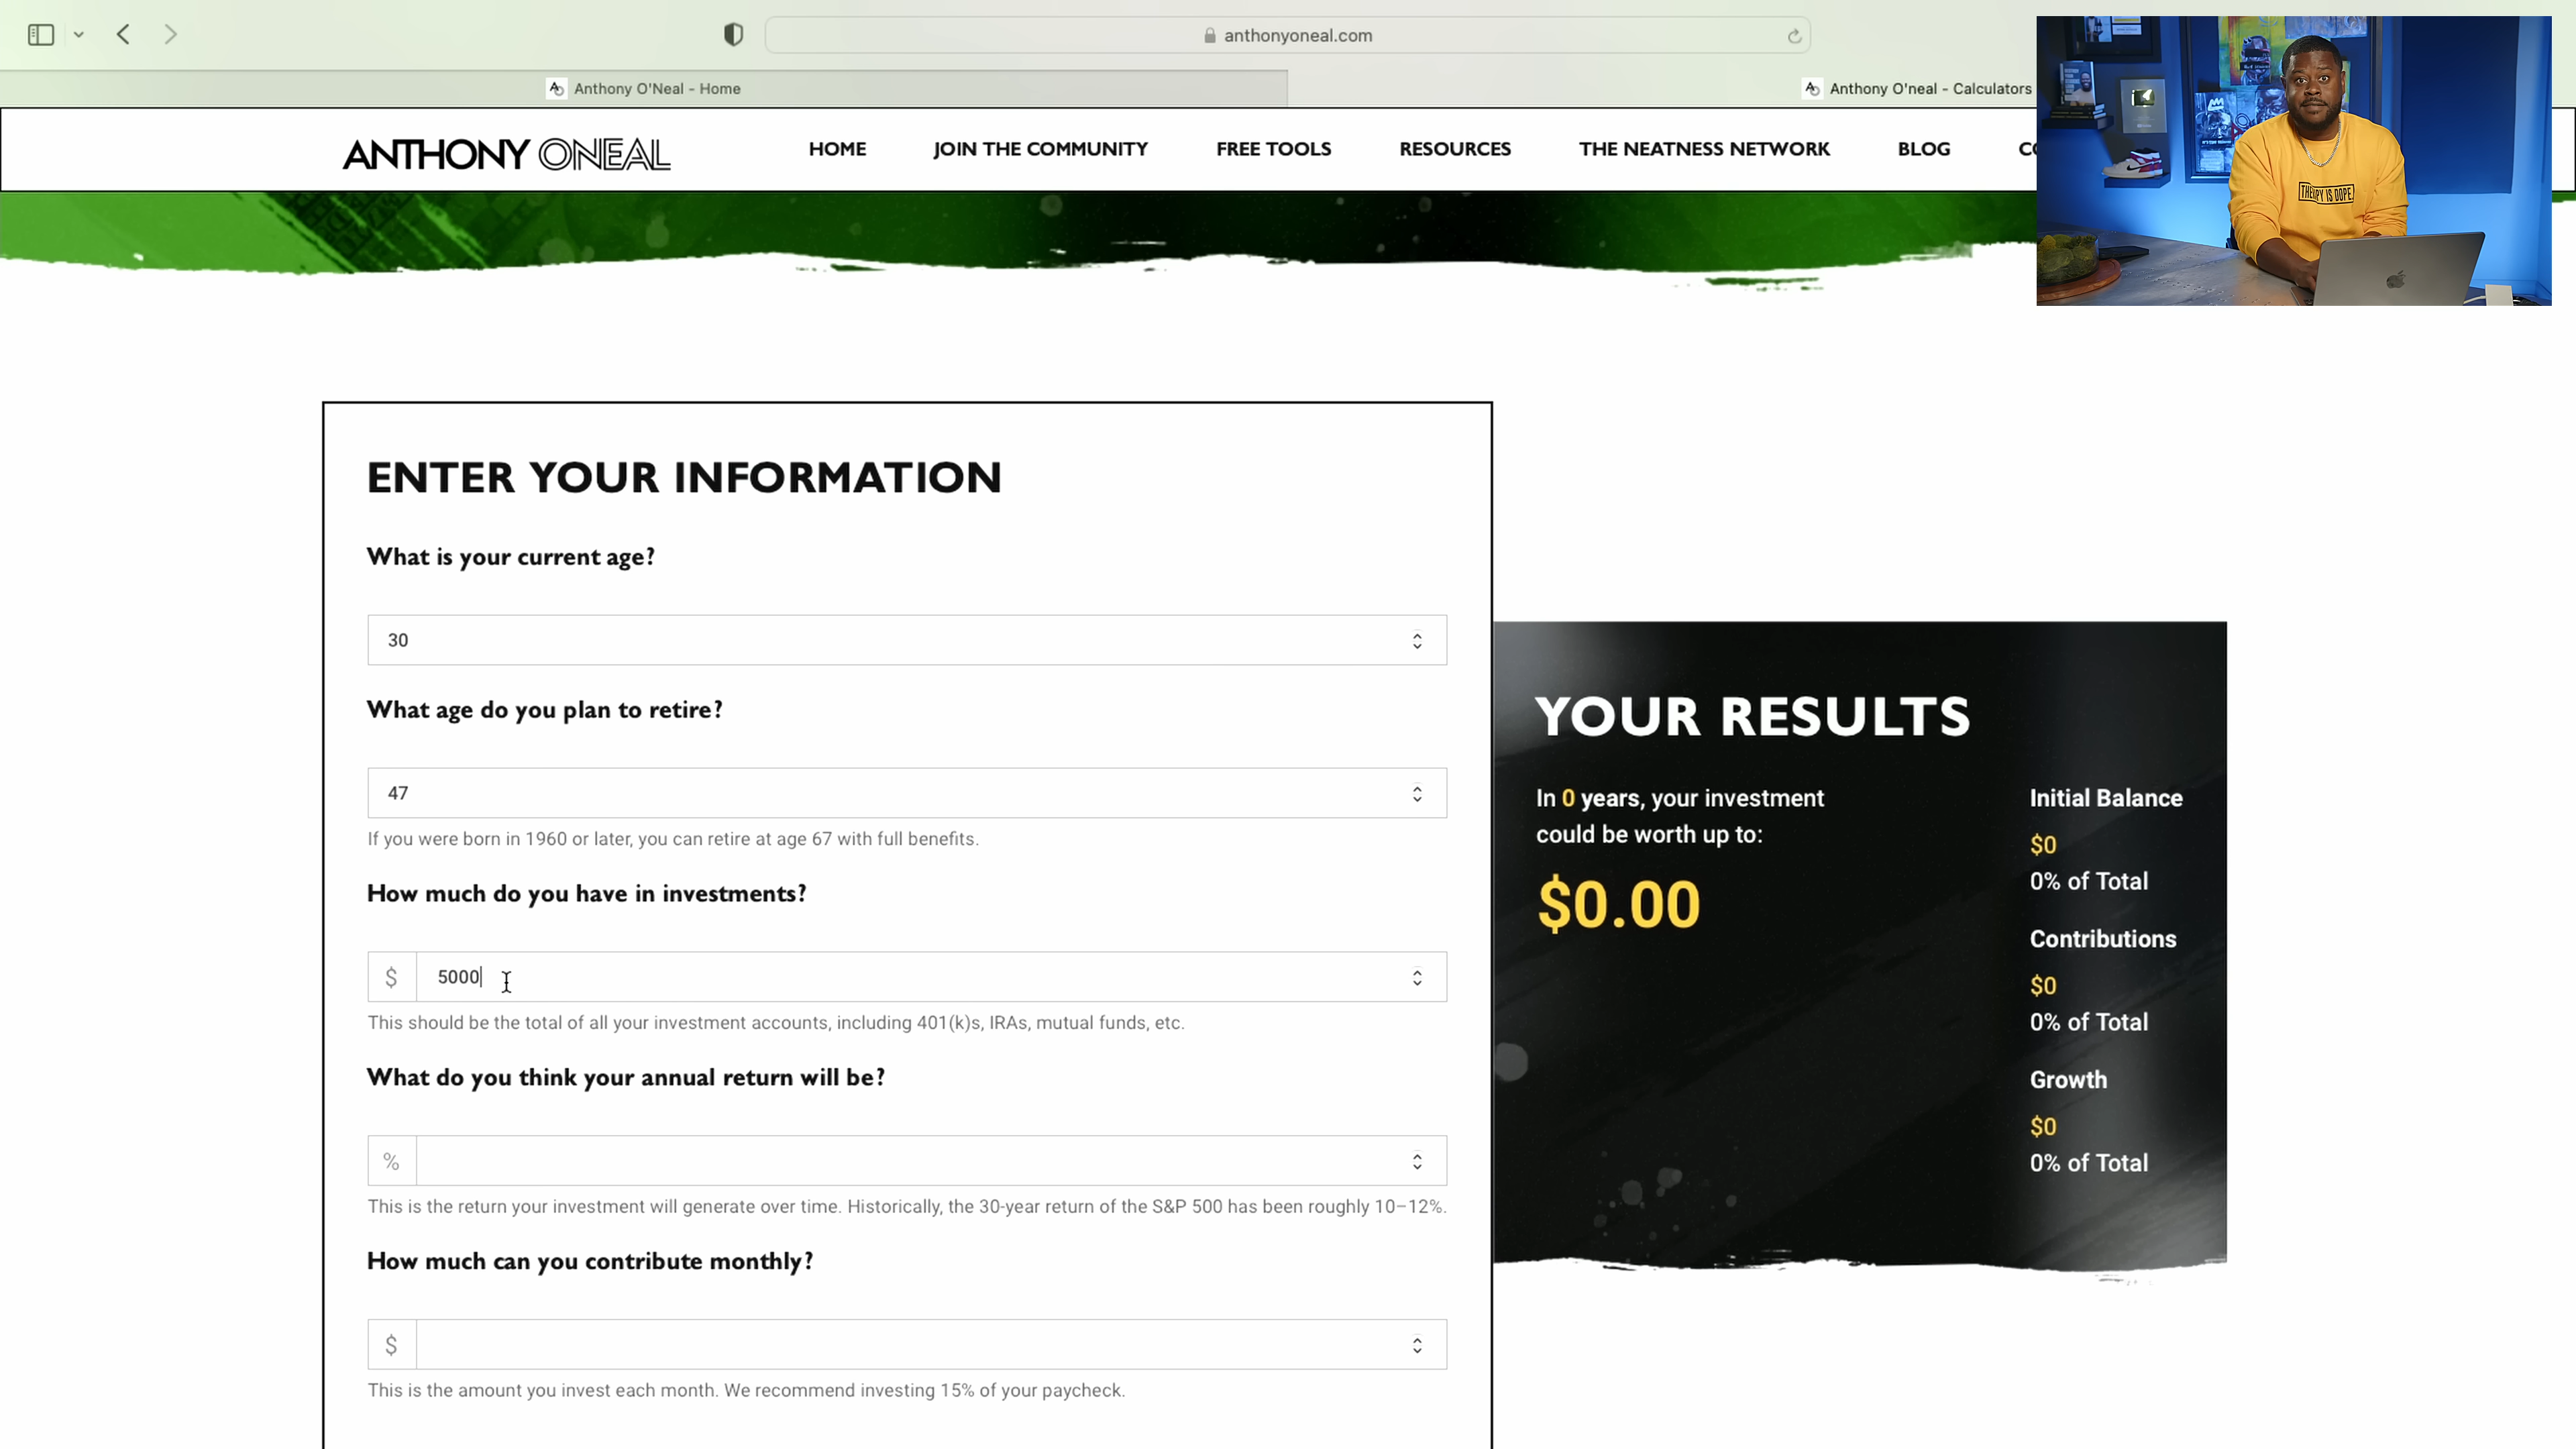 anthonyoneal.com
Anthony O'Neal - Home
Anthony O'neal - Calculators
ANTHONY ONEAL
HOME
JOIN THE COMMUNITY
FREE TOOLS
RESOURCES
THE NEATNESS NETWORK
BLOG
THERAPY IS DOPE
ENTER YOUR INFORMATION
What is your current age?
30
What age do you plan to retire?
47
If you were born in 1960 or later, you can retire at age 67 with full benefits.
How much do you have in investments?
$ 5000
This should be the total of all your investment accounts, including 401(k)s, IRAs, mutual funds, etc.
What do you think your annual return will be?
%
This is the return your investment will generate over time. Historically, the 30-year return of the S&P 500 has been roughly 10–12%.
How much can you contribute monthly?
$
This is the amount you invest each month. We recommend investing 15% of your paycheck.
YOUR RESULTS
In 0 years, your investment
could be worth up to:
$0.00
Initial Balance
$0
0% of Total
Contributions
$0
0% of Total
Growth
$0
0% of Total